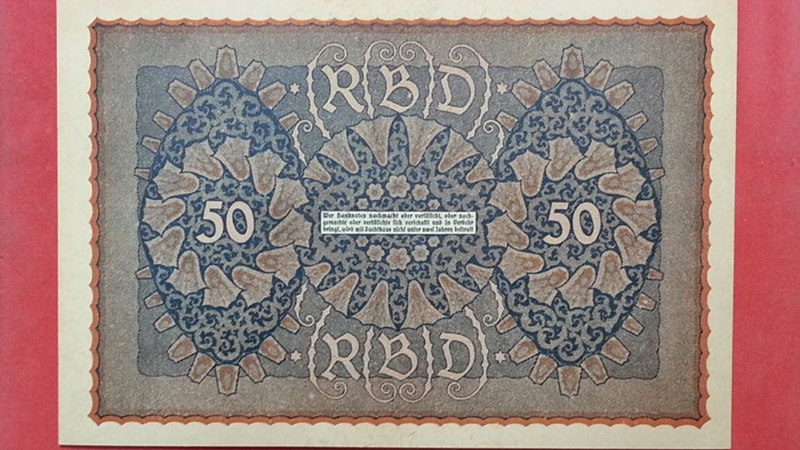 RBD
50
Wer Banknoten nachmacht oder verfälscht, oder nach-
gemachte oder verfälschte sich verschafft und in Verkehr
bringt, wird mit Zuchthaus nicht unter zwei Jahren bestraft
50
RBD